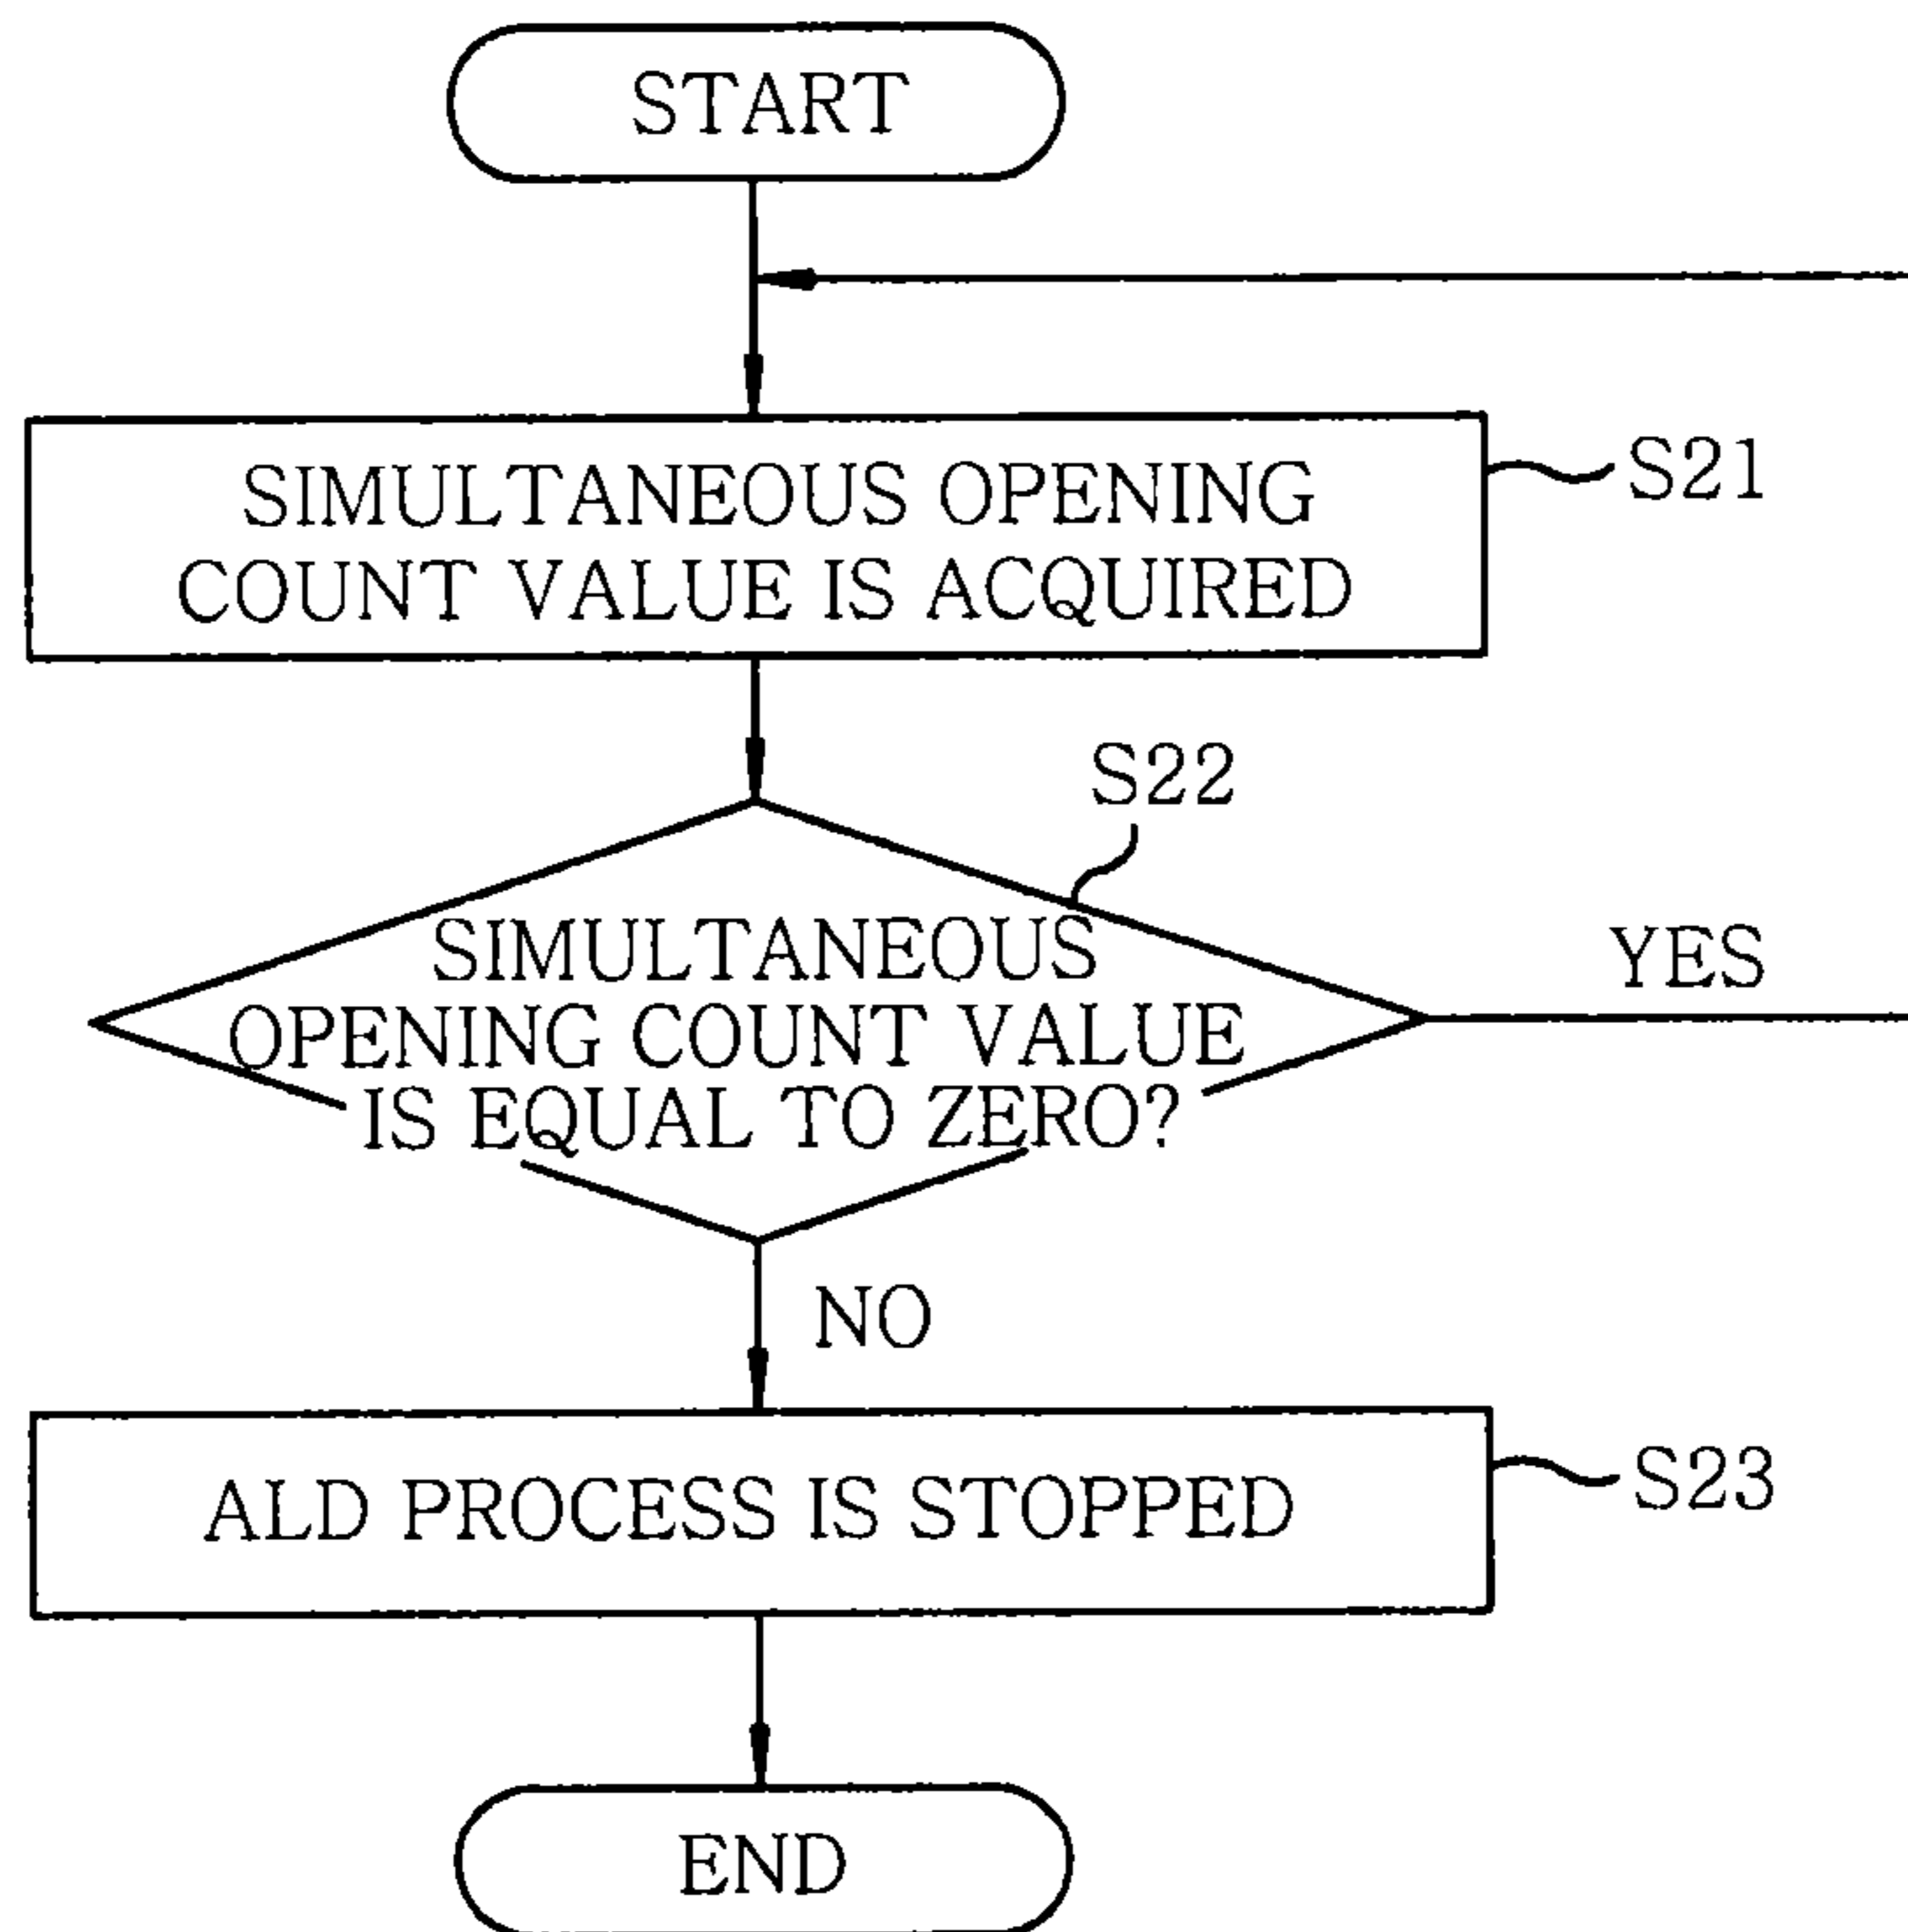 START
SIMULTANEOUS OPENING
COUNT VALUE IS ACQUIRED
S21
S22
SIMULTANEOUS
OPENING COUNT VALUE
IS EQUAL TO ZERO?
YES
NO
ALD PROCESS IS STOPPED
S23
END